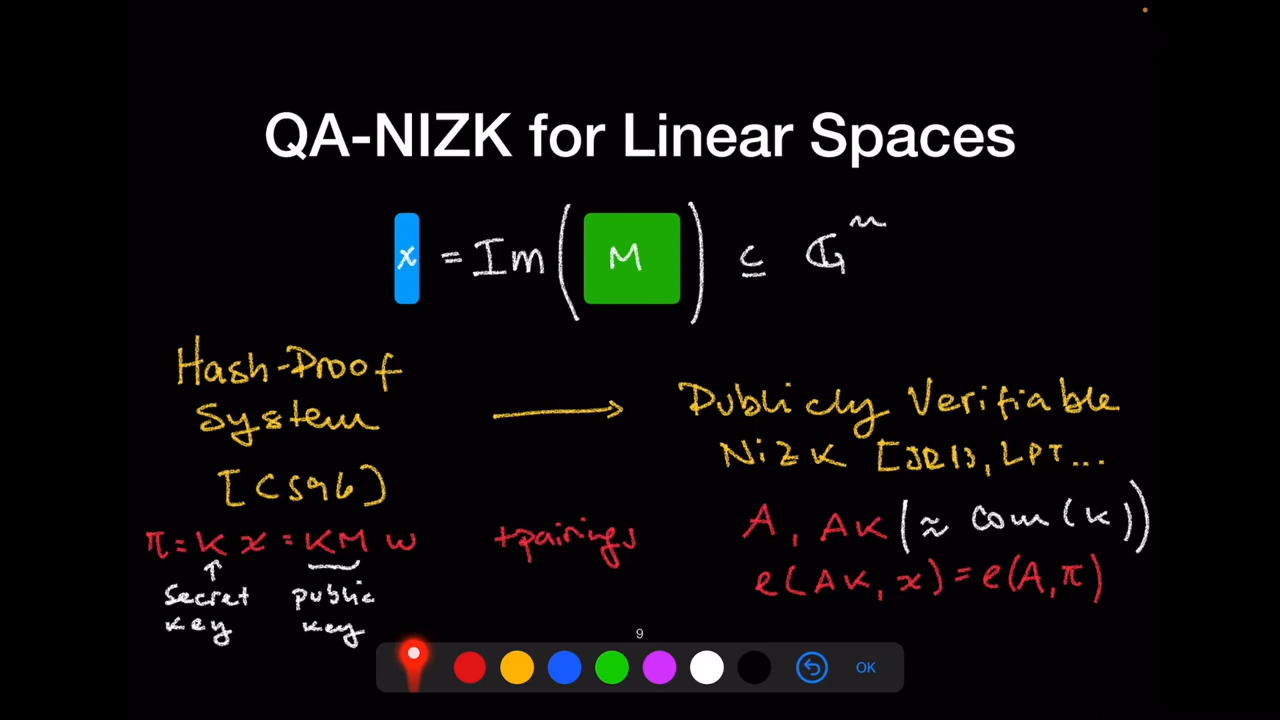 QA-NIZK for Linear Spaces
x = Im ( M ) ⊆ G^n
Hash-Proof
System
[CS96]
Publicly Verifiable
NiZK [JR13, LPJ...
π = K x = KM w
secret
key
public
key
+pairings
A, AK (≈ Com(K))
e(AK, x) = e(A, π)
9
OK